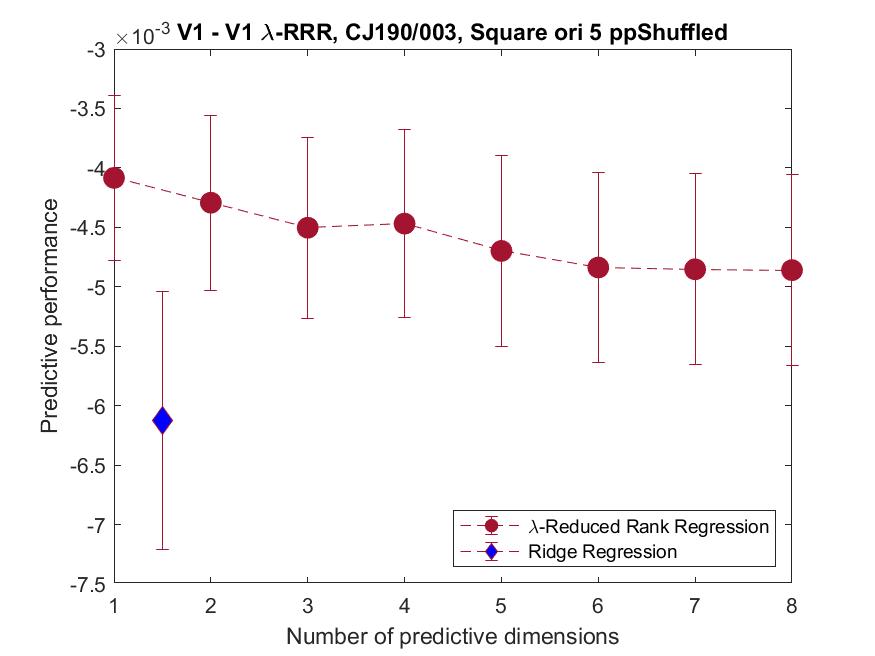 ×10-3 V1 - V1 λ-RRR, CJ190/003, Square ori 5 ppShuffled
-3
-3.5
-4
-4.5
-5
-5.5
-6
-6.5
-7
-7.5
Predictive performance
λ-Reduced Rank Regression
Ridge Regression
1 2 3 4 5 6 7 8
Number of predictive dimensions